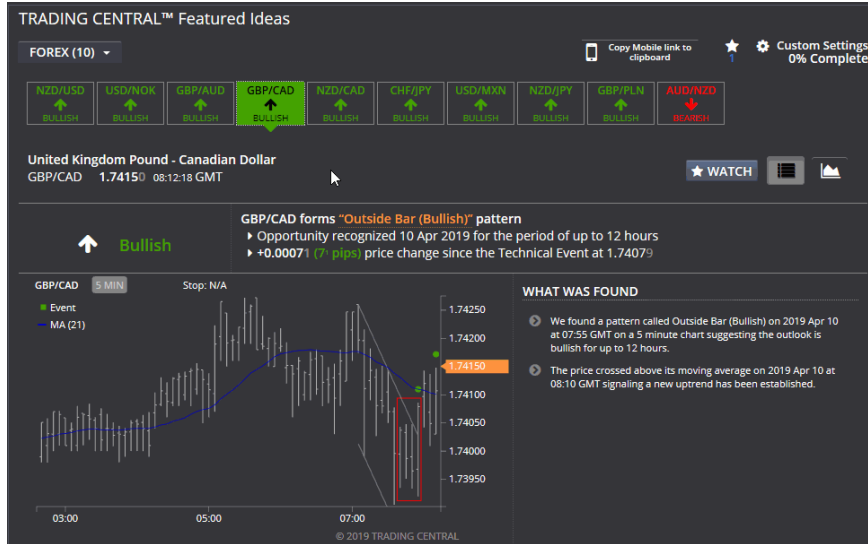 TRADING CENTRAL™ Featured Ideas
FOREX (10)
Copy Mobile link to
clipboard
1
Custom Settings
0% Complete
NZD/USD USD/NOK GBP/AUD GBP/CAD NZD/CAD CHF/JPY USD/MXN NZD/JPY GBP/PLN AUD/NZD
BULLISH BULLISH BULLISH BULLISH BULLISH BULLISH BULLISH BULLISH BULLISH BEARISH
United Kingdom Pound - Canadian Dollar
GBP/CAD 1.74150 08:12:18 GMT
WATCH
Bullish
GBP/CAD forms "Outside Bar (Bullish)" pattern
Opportunity recognized 10 Apr 2019 for the period of up to 12 hours
+0.00071 (7¹ pips) price change since the Technical Event at 1.74079
GBP/CAD 5 MIN Stop: N/A
Event
MA (21)
1.74250
1.74200
1.74150
1.74100
1.74050
1.74000
1.73950
03:00 05:00 07:00
© 2019 TRADING CENTRAL
WHAT WAS FOUND
We found a pattern called Outside Bar (Bullish) on 2019 Apr 10
at 07:55 GMT on a 5 minute chart suggesting the outlook is
bullish for up to 12 hours.
The price crossed above its moving average on 2019 Apr 10 at
08:10 GMT signaling a new uptrend has been established.